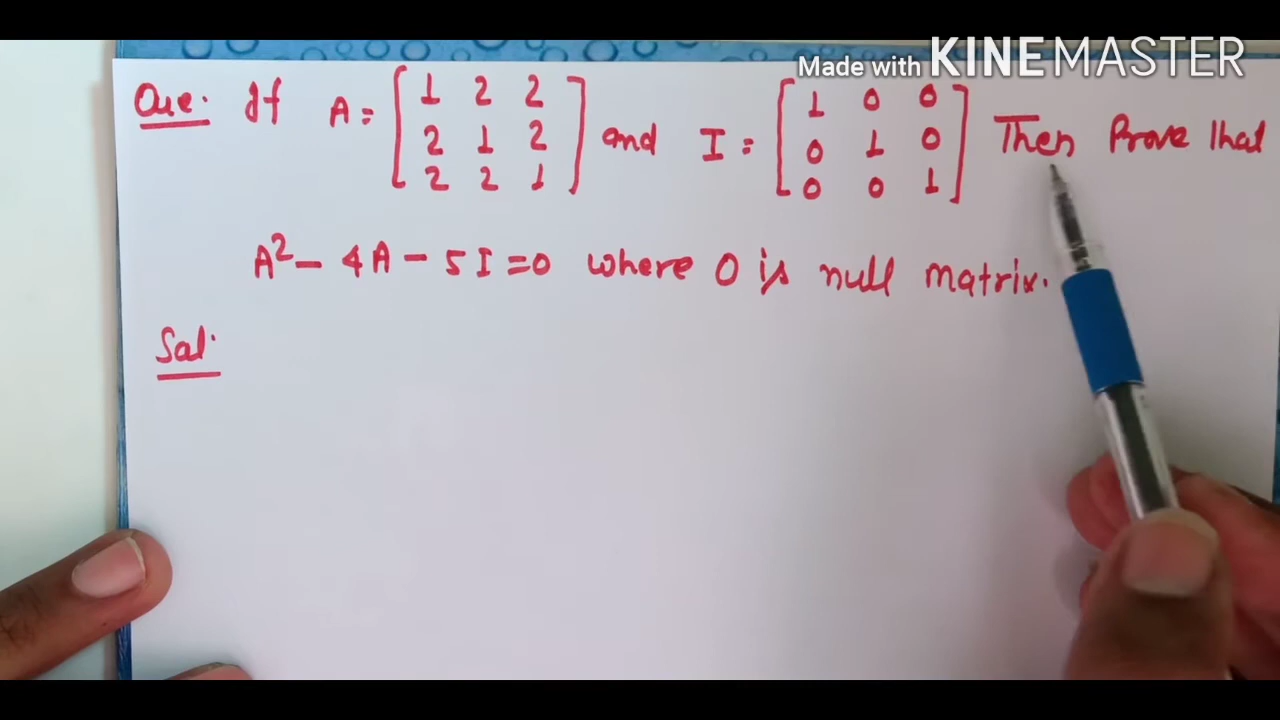 Made with KINEMASTER
Que. If A = [1 2 2 and I = [1 0 0 Then Prove that
2 1 2 0 1 0
2 2 1] 0 0 1]
A² - 4A - 5I = 0 where 0 is null matrix.
Sol.